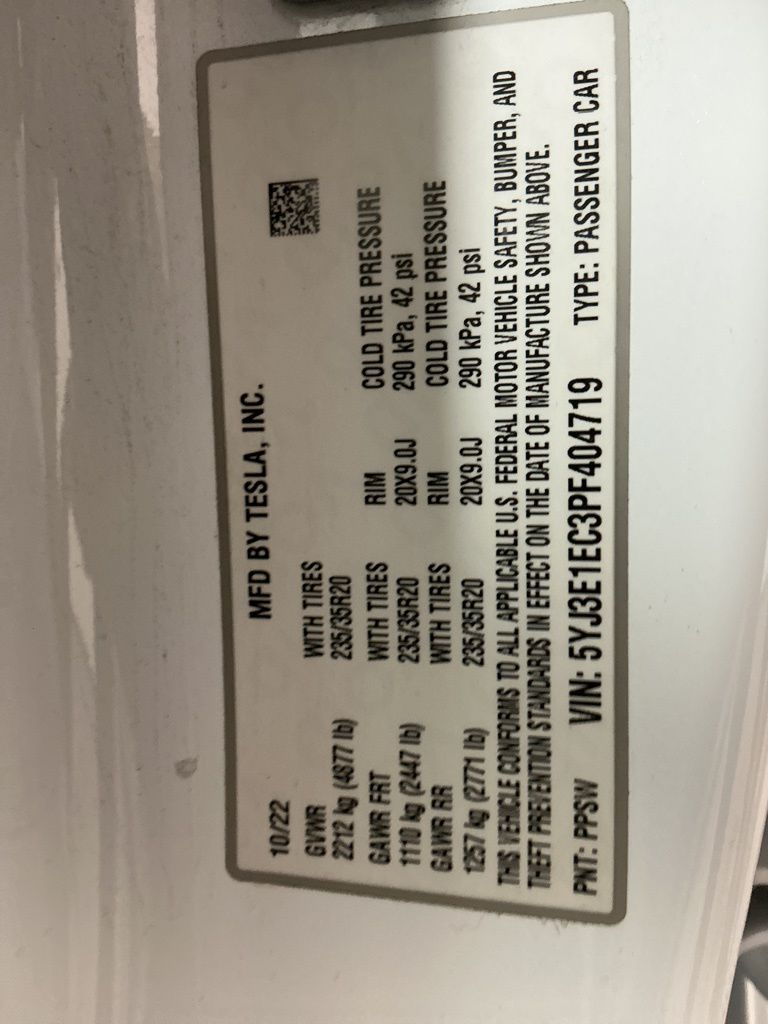 MFD BY TESLA, INC.
10/22
GVWR WITH TIRES
2212 kg (4877 lb) 235/35R20
GAWR FRT WITH TIRES RIM COLD TIRE PRESSURE
1110 kg (2447 lb) 235/35R20 20X9.0J 290 kPa, 42 psi
GAWR RR WITH TIRES RIM COLD TIRE PRESSURE
1257 kg (2771 lb) 235/35R20 20X9.0J 290 kPa, 42 psi
THIS VEHICLE CONFORMS TO ALL APPLICABLE U.S. FEDERAL MOTOR VEHICLE SAFETY, BUMPER, AND
THEFT PREVENTION STANDARDS IN EFFECT ON THE DATE OF MANUFACTURE SHOWN ABOVE.
PNT: PPSW VIN: 5YJ3E1EC3PF404719 TYPE: PASSENGER CAR